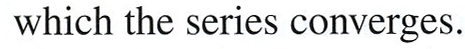 which the series converges.